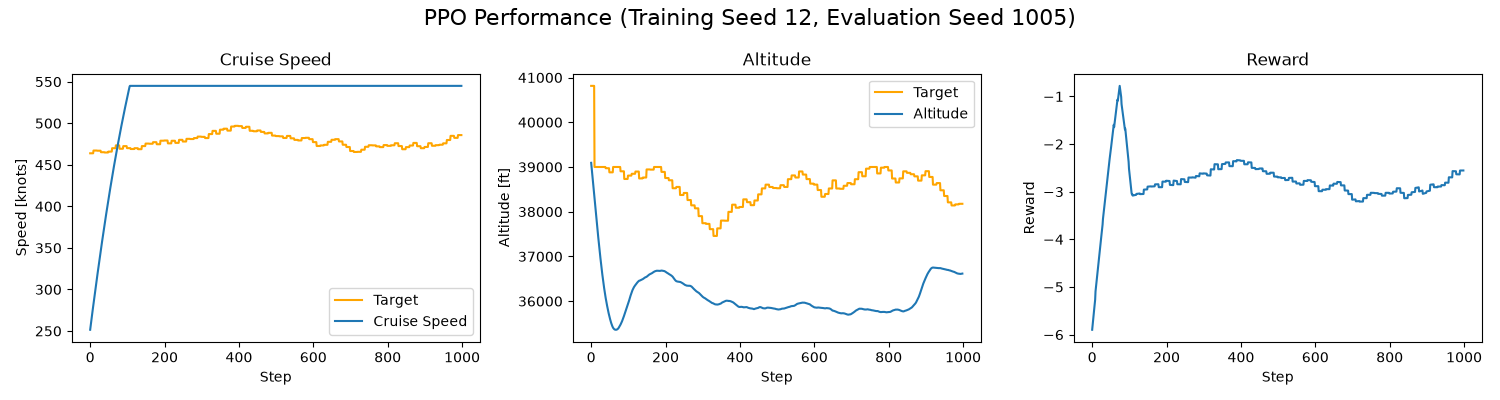 PPO Performance (Training Seed 12, Evaluation Seed 1005)
Cruise Speed
550
500
450
400
350
300
250
Speed [knots]
Target
Cruise Speed
0 200 400 600 800 1000
Step
Altitude
41000
40000
39000
38000
37000
36000
Altitude [ft]
Target
Altitude
0 200 400 600 800 1000
Step
Reward
−1
−2
−3
−4
−5
−6
Reward
0 200 400 600 800 1000
Step